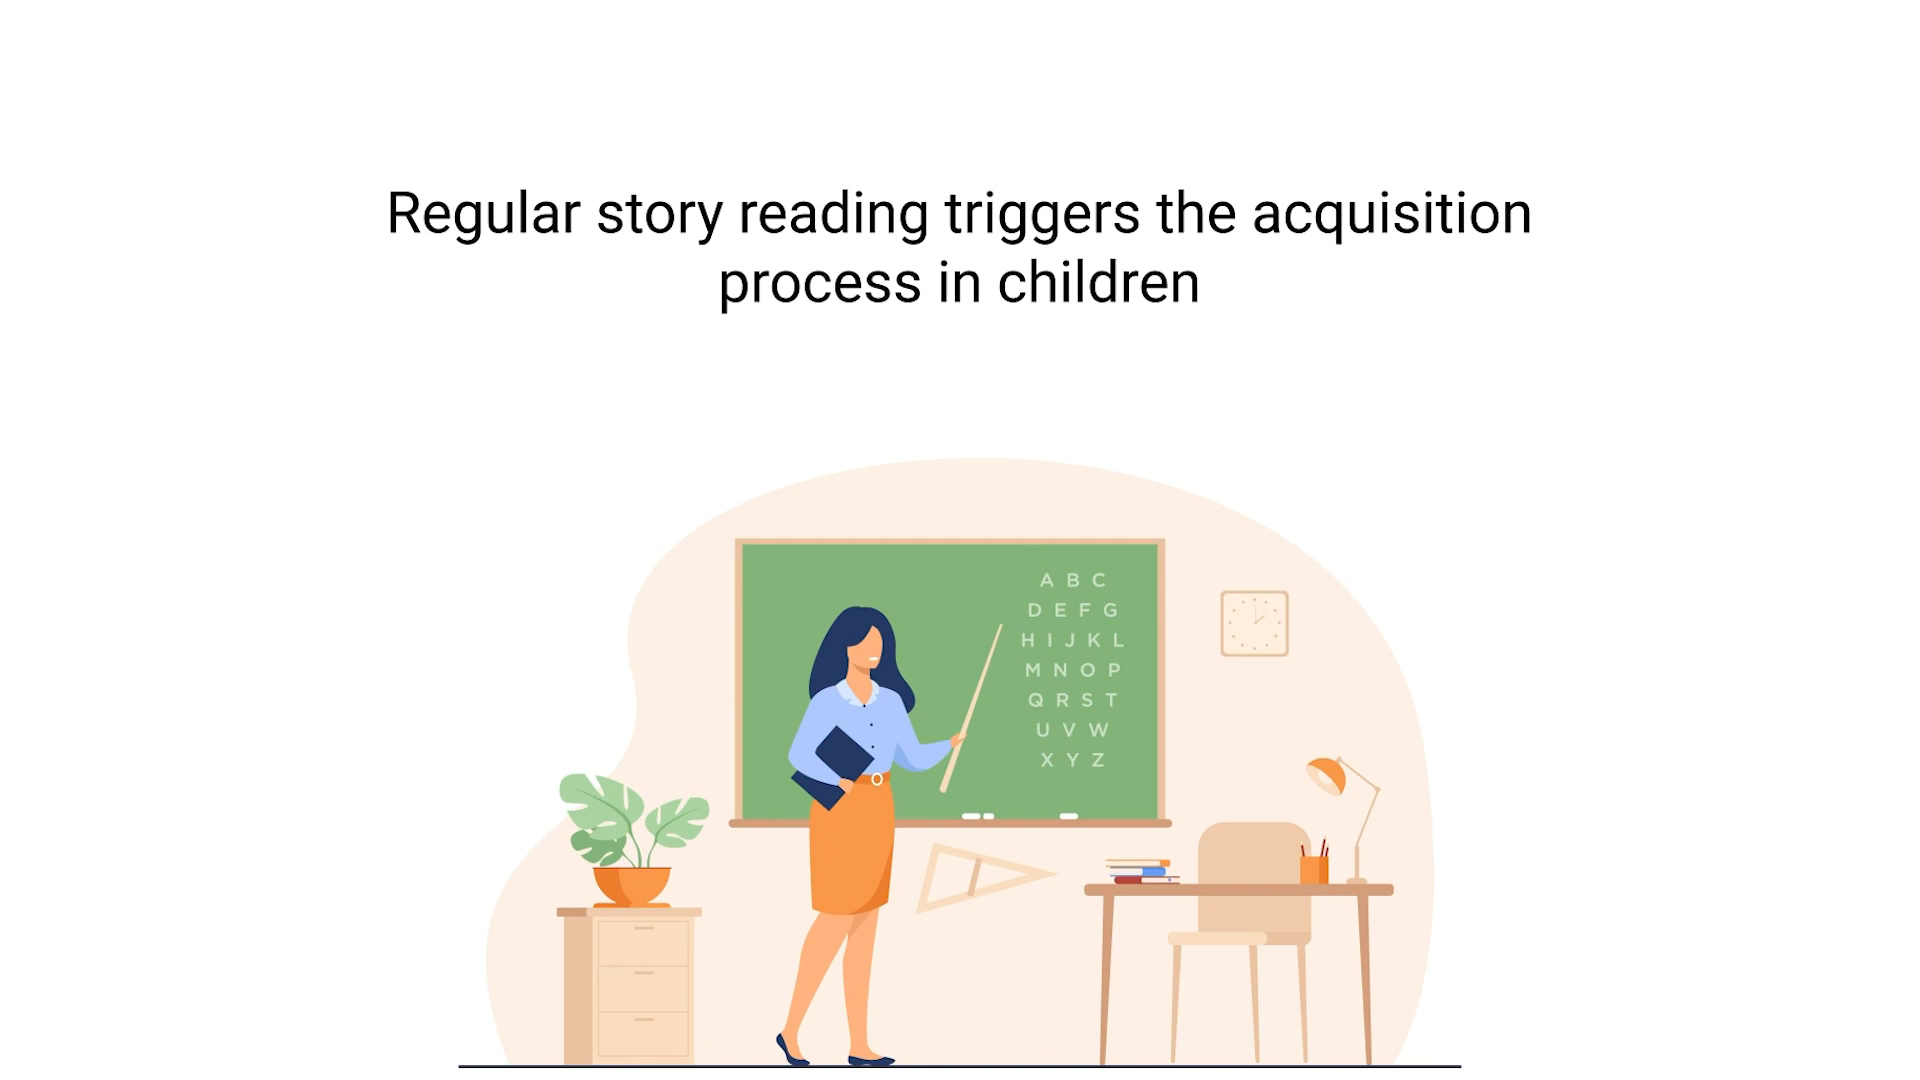 Regular story reading triggers the acquisition
process in children
A B C
D E F G
H I J K L
M N O P
Q R S T
U V W
X Y Z